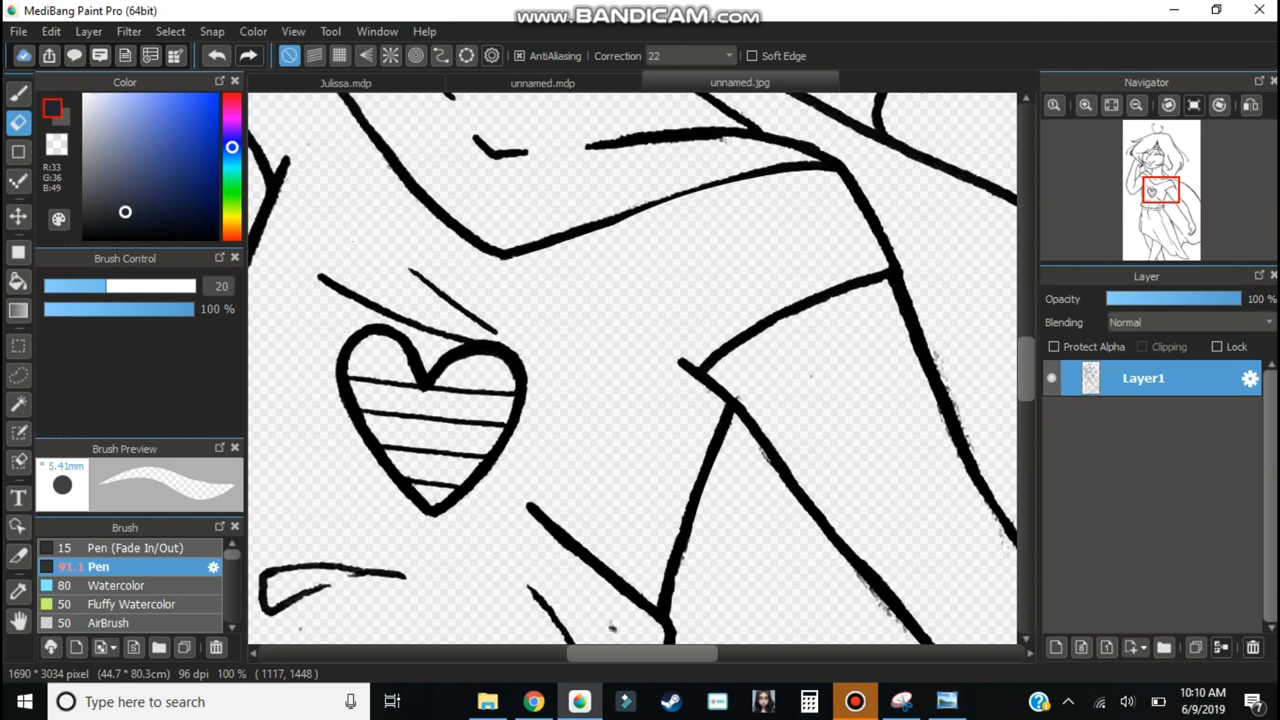 MediBang Paint Pro (64bit)
www.BANDICAM.com
File Edit Layer Filter Select Snap Color View Tool Window Help
AntiAliasing Correction 22 Soft Edge
Color
Julissa.mdp unnamed.mdp unnamed.jpg
Navigator
R:33
G:36
B:49
Brush Control
20
100 %
Layer
Opacity 100 %
Blending Normal
Protect Alpha Clipping Lock
Layer1
Brush Preview
* 5.41mm
Brush
15 Pen (Fade In/Out)
91.1 Pen
80 Watercolor
50 Fluffy Watercolor
50 AirBrush
1690 * 3034 pixel (44.7 * 80.3cm) 96 dpi 100 % ( 1117, 1448 )
Type here to search
10:10 AM
6/9/2019
7